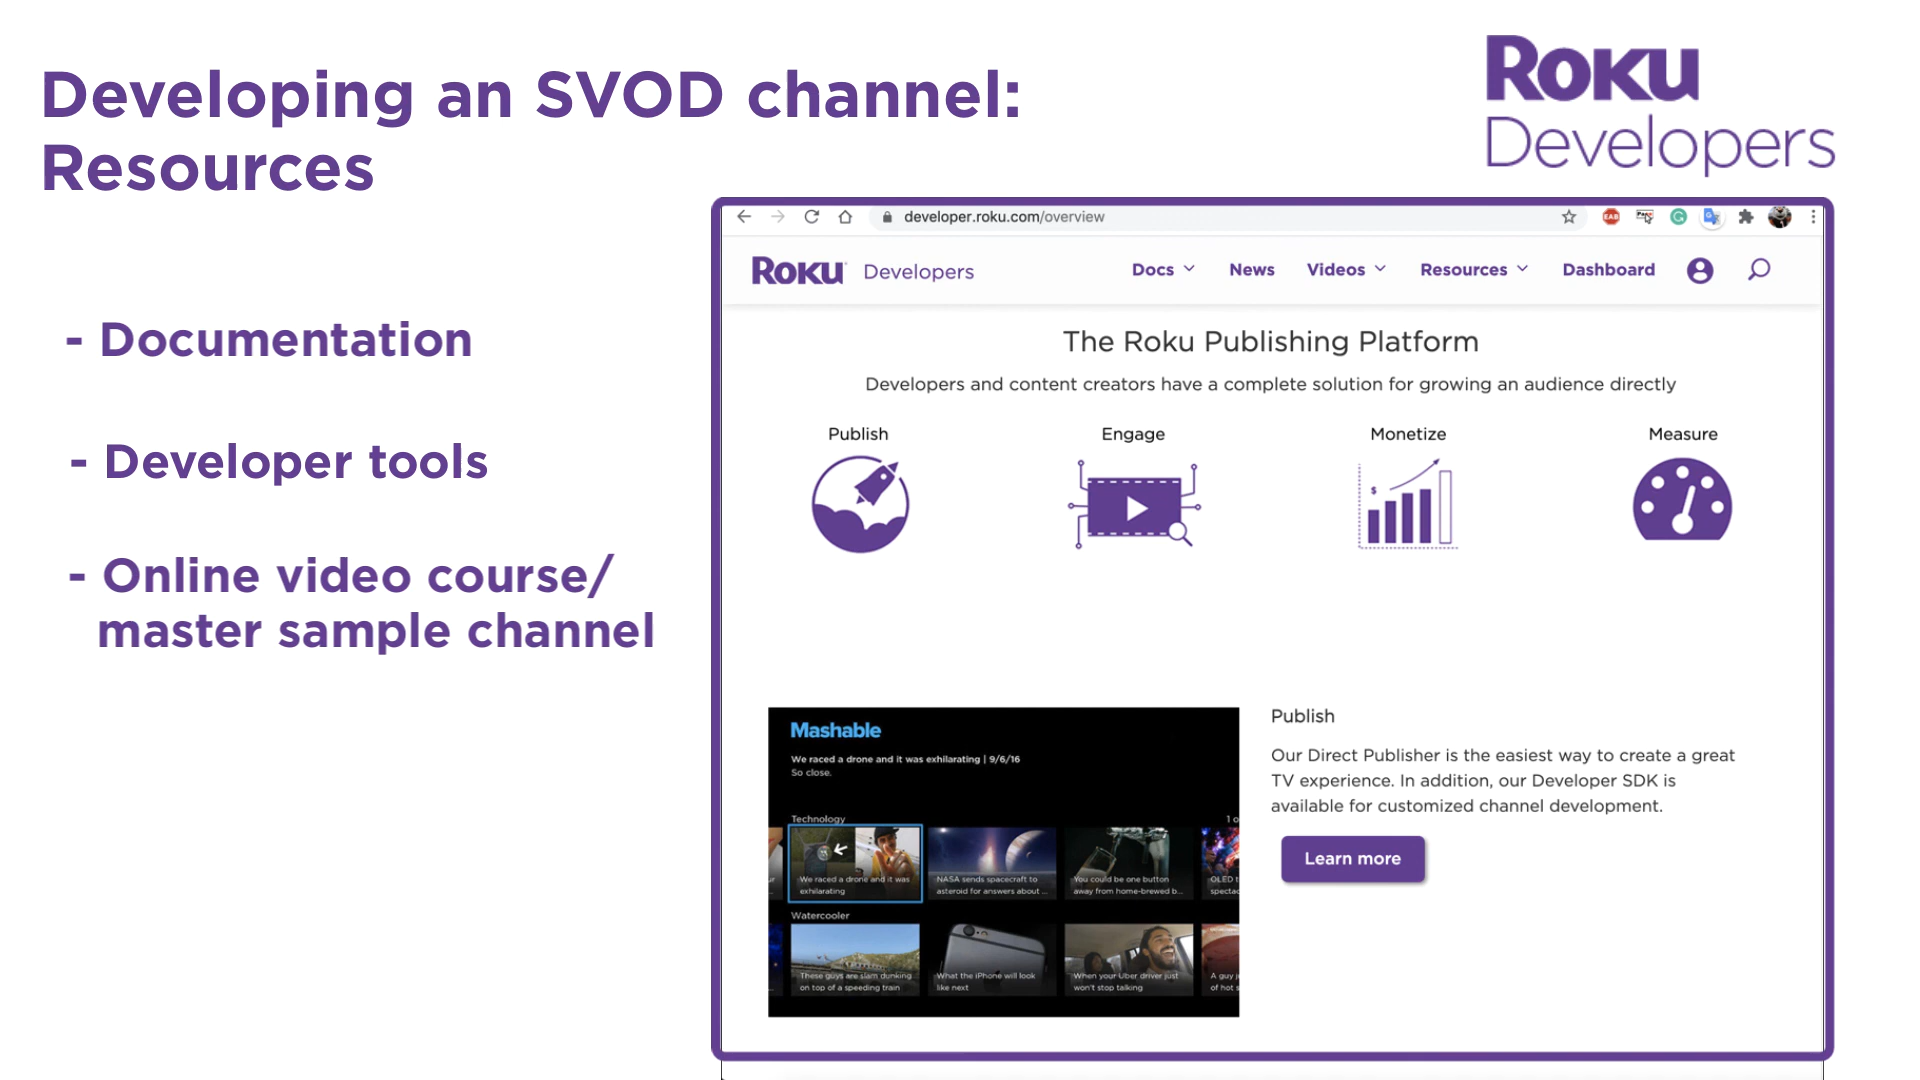 Developing an SVOD channel:
Resources
Roku
Developers
- Documentation
- Developer tools
- Online video course/
master sample channel
developer.roku.com/overview
Roku Developers
Docs
News
Videos
Resources
Dashboard
The Roku Publishing Platform
Developers and content creators have a complete solution for growing an audience directly
Publish
Engage
Monetize
Measure
$
Mashable
We raced a drone and it was exhilarating | 9/6/16
So close.
Technology
1 o
We raced a drone and it was
exhilarating
NASA sends spacecraft to
asteroid for answers about ...
You could be one button
away from home-brewed b...
OLED t
spectac
Watercooler
These guys are slam dunking
on top of a speeding train
What the iPhone will look
like next
When your Uber driver just
won't stop talking
A guy
of hot s
Publish
Our Direct Publisher is the easiest way to create a great
TV experience. In addition, our Developer SDK is
available for customized channel development.
Learn more